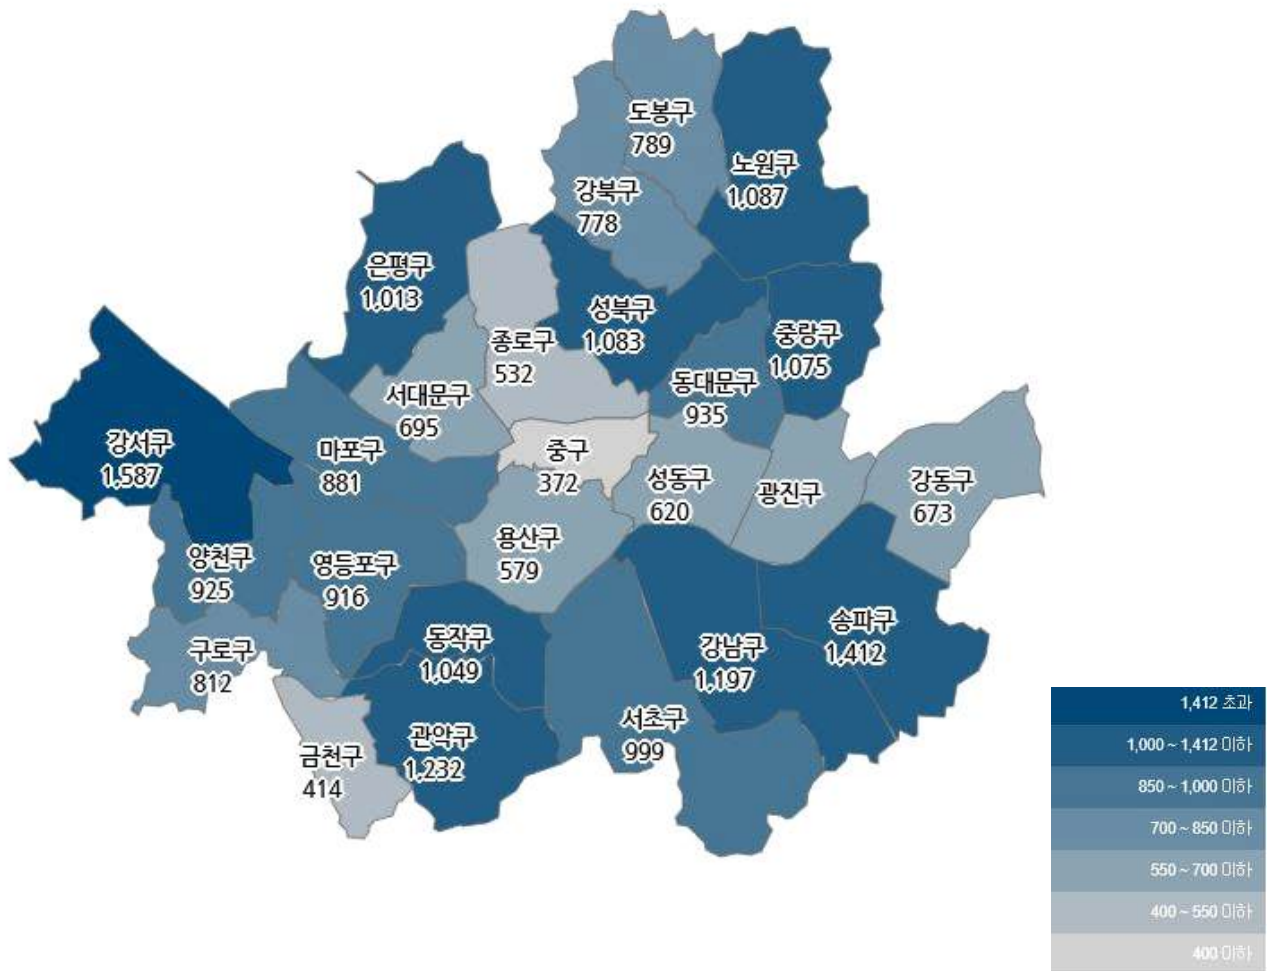 도봉구
789
노원구
1,087
강북구
778
은평구
1,013
성북구
1,083
중랑구
1,075
종로구
532
동대문구
935
서대문구
695
강서구
1,587
마포구
881
중구
372
성동구
620
광진구
강동구
673
용산구
579
양천구
925
영등포구
916
구로구
812
동작구
1,049
강남구
1,197
송파구
1,412
관악구
1,232
서초구
999
금천구
414
1,412 초과
1,000 ~ 1,412 이하
850 ~ 1,000 이하
700 ~ 850 이하
550 ~ 700 이하
400 ~ 550 이하
400 이하